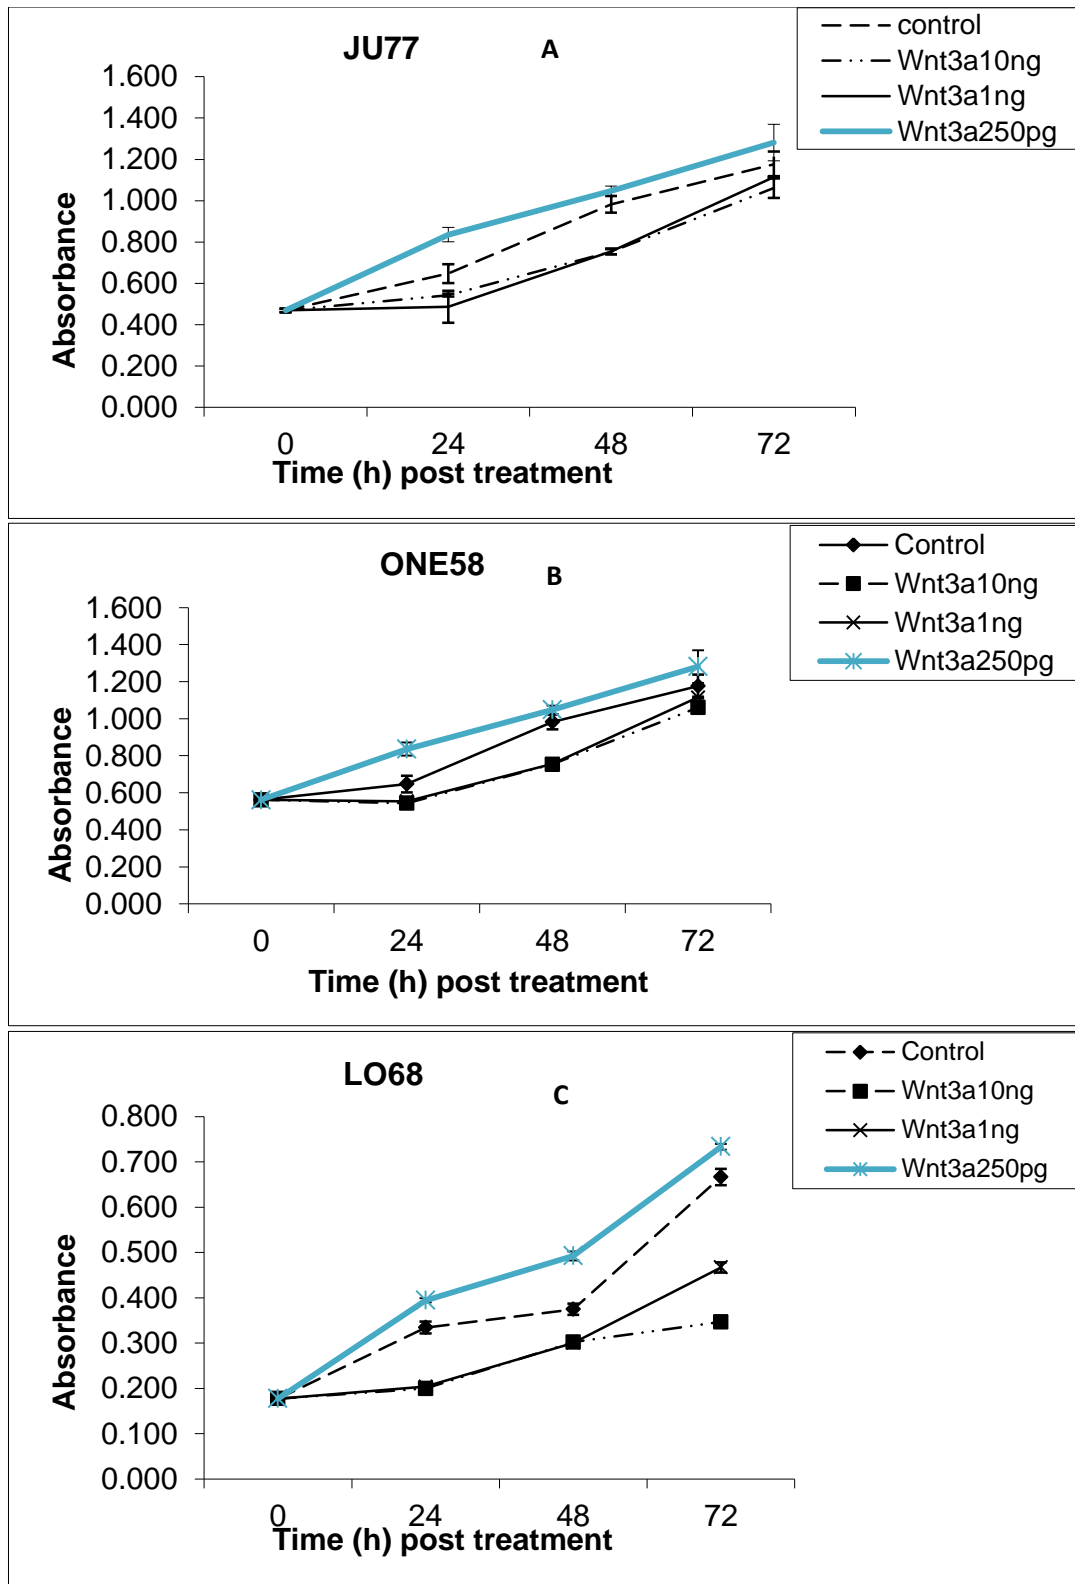 JU77
A
control
Wnt3a10ng
Wnt3a1ng
Wnt3a250pg
1.600
1.400
1.200
1.000
0.800
0.600
0.400
0.200
0.000
Absorbance
0 24 48 72
Time (h) post treatment
ONE58
B
Control
Wnt3a10ng
Wnt3a1ng
Wnt3a250pg
1.600
1.400
1.200
1.000
0.800
0.600
0.400
0.200
0.000
Absorbance
0 24 48 72
Time (h) post treatment
LO68
C
Control
Wnt3a10ng
Wnt3a1ng
Wnt3a250pg
0.800
0.700
0.600
0.500
0.400
0.300
0.200
0.100
0.000
Absorbance
0 24 48 72
Time (h) post treatment